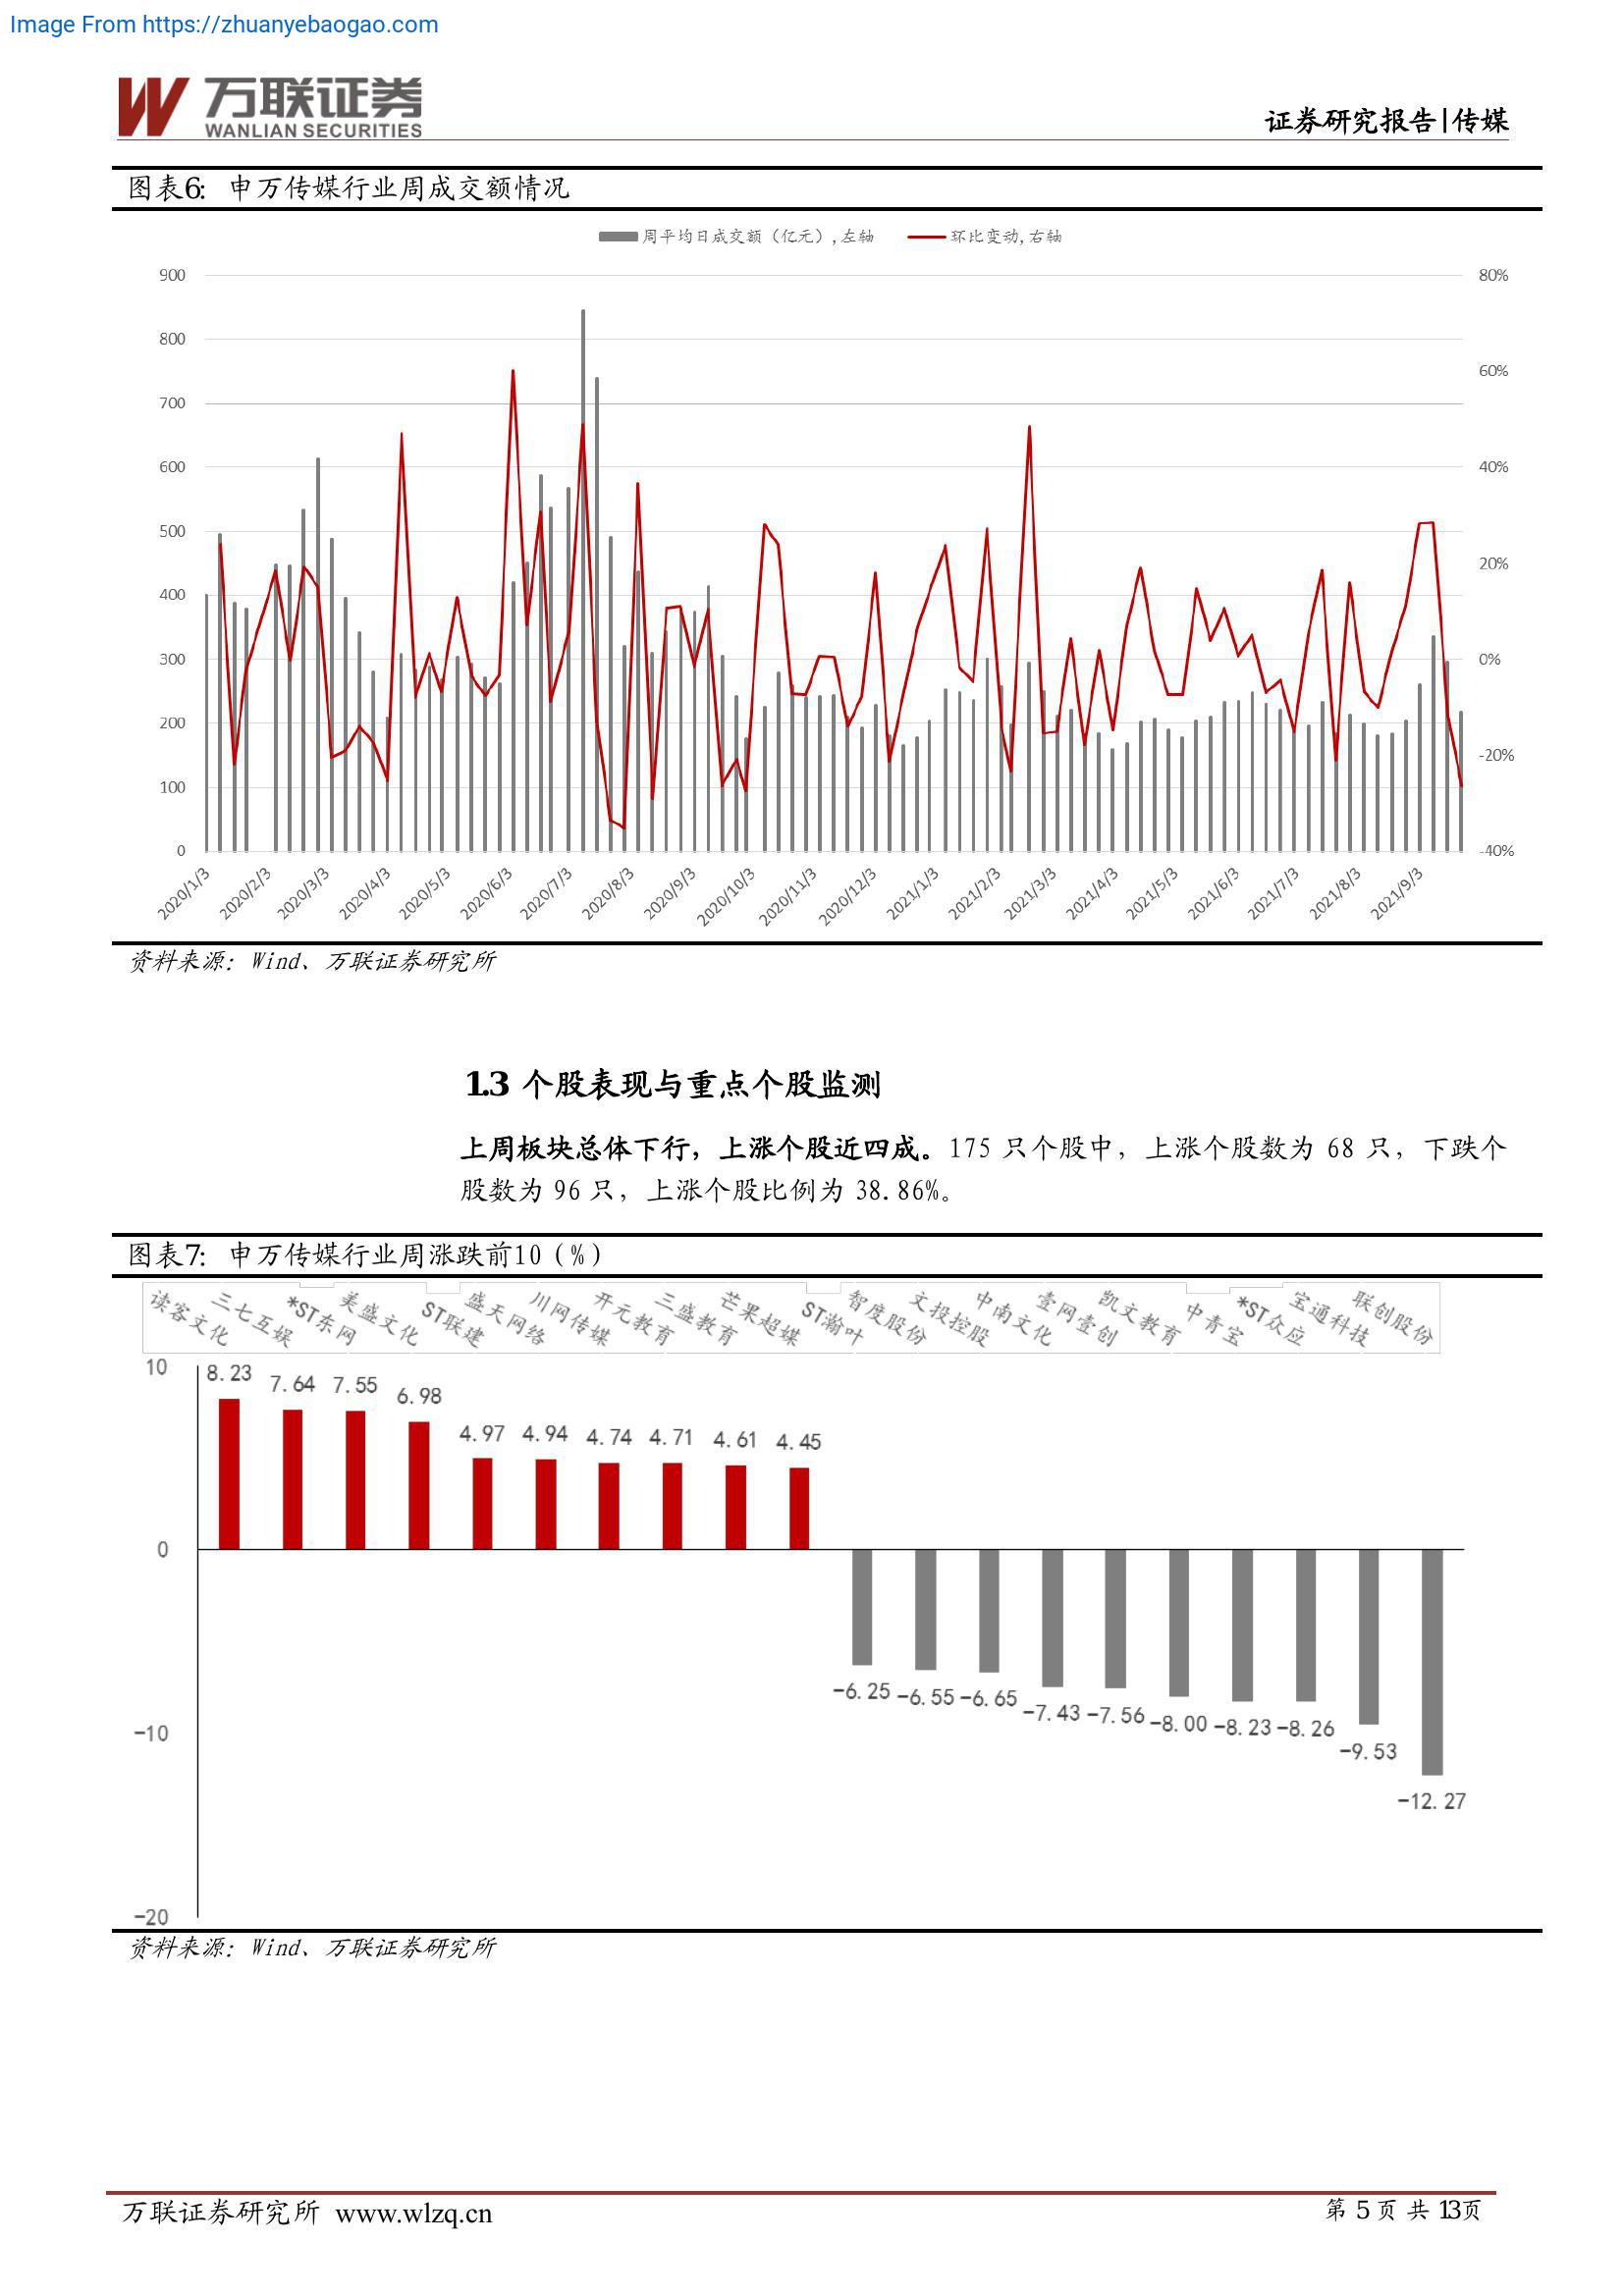 Image From https://zhuanyebaogao.com
万联证券
WANLIAN SECURITIES
证券研究报告|传媒
图表6: 申万传媒行业周成交额情况
周平均日成交额（亿元）,左轴 环比变动,右轴
900 80%
800
700 60%
600 40%
500
400 20%
300 0%
200
100 -20%
0 -40%
2020/1/3 2020/2/3 2020/3/3 2020/4/3 2020/5/3 2020/6/3 2020/7/3 2020/8/3 2020/9/3 2020/10/3 2020/11/3 2020/12/3 2021/1/3 2021/2/3 2021/3/3 2021/4/3 2021/5/3 2021/6/3 2021/7/3 2021/8/3 2021/9/3
资料来源：Wind、万联证券研究所
1.3 个股表现与重点个股监测
上周板块总体下行，上涨个股近四成。175 只个股中，上涨个股数为 68 只，下跌个
股数为 96 只，上涨个股比例为 38.86%。
图表7: 申万传媒行业周涨跌前10（%）
读客文化 三七互娱 *ST东网 美盛文化 ST联建 盛天网络 川网传媒 开元教育 三盛教育 芒果超媒 ST瀚叶 智度股份 文投控股 中南文化 壹网壹创 凯文教育 中青宝 *ST众应 宝通科技 联创股份
10
8.23 7.64 7.55 6.98 4.97 4.94 4.74 4.71 4.61 4.45
0
-6.25 -6.55 -6.65 -7.43 -7.56 -8.00 -8.23 -8.26 -9.53 -12.27
-10
-20
资料来源：Wind、万联证券研究所
万联证券研究所 www.wlzq.cn
第 5 页 共 13页